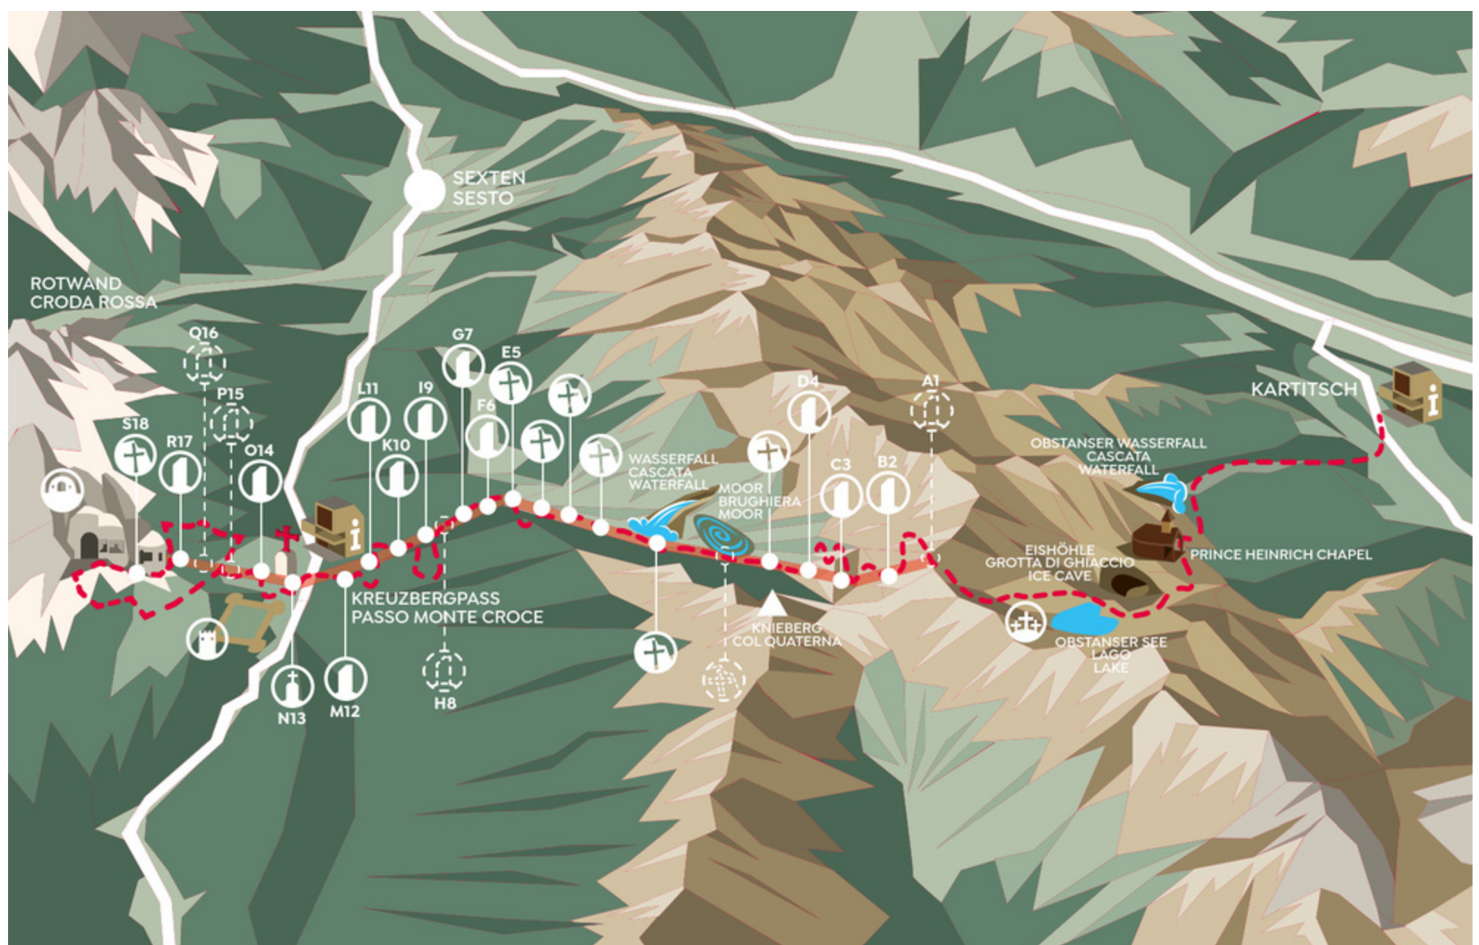 SEXTEN
SESTO
ROTWAND
CRODA ROSSA
Q16
P15
S18
R17
O14
L11
K10
I9
G7
F6
E5
D4
C3
B2
A1
KARTITSCH
i
OBSTANSER WASSERFALL
CASCATA
WATERFALL
WASSERFALL
CASCATA
WATERFALL
MOOR
BRUGHIERA
MOOR
i
EISHÖHLE
GROTTA DI GHIACCIO
ICE CAVE
PRINCE HEINRICH CHAPEL
KREUZBERGPASS
PASSO MONTE CROCE
KNIEBERG
COL QUATERNA
OBSTANSER SEE
LAGO
LAKE
N13
M12
H8